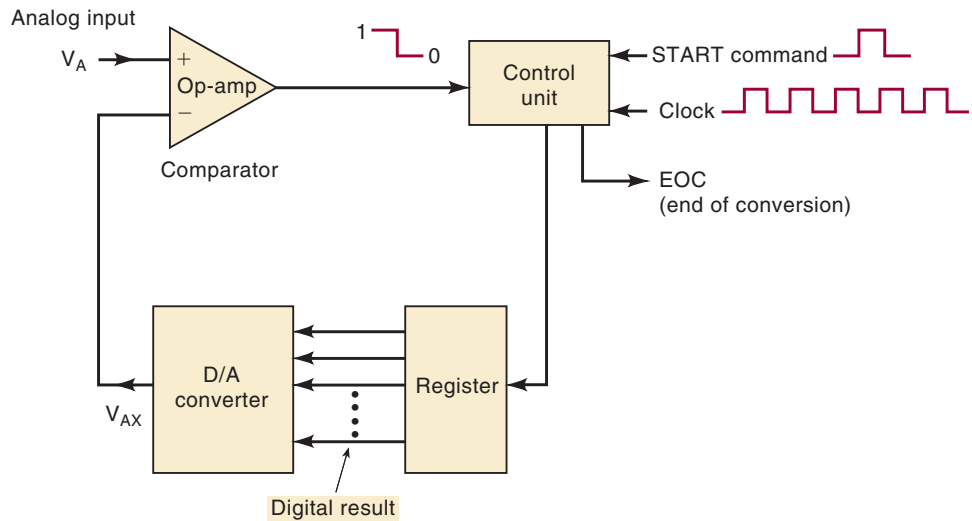 Analog input
V_A
+
Op-amp
−
Comparator
1
0
Control
unit
START command
Clock
EOC
(end of conversion)
D/A
converter
V_AX
Register
Digital result